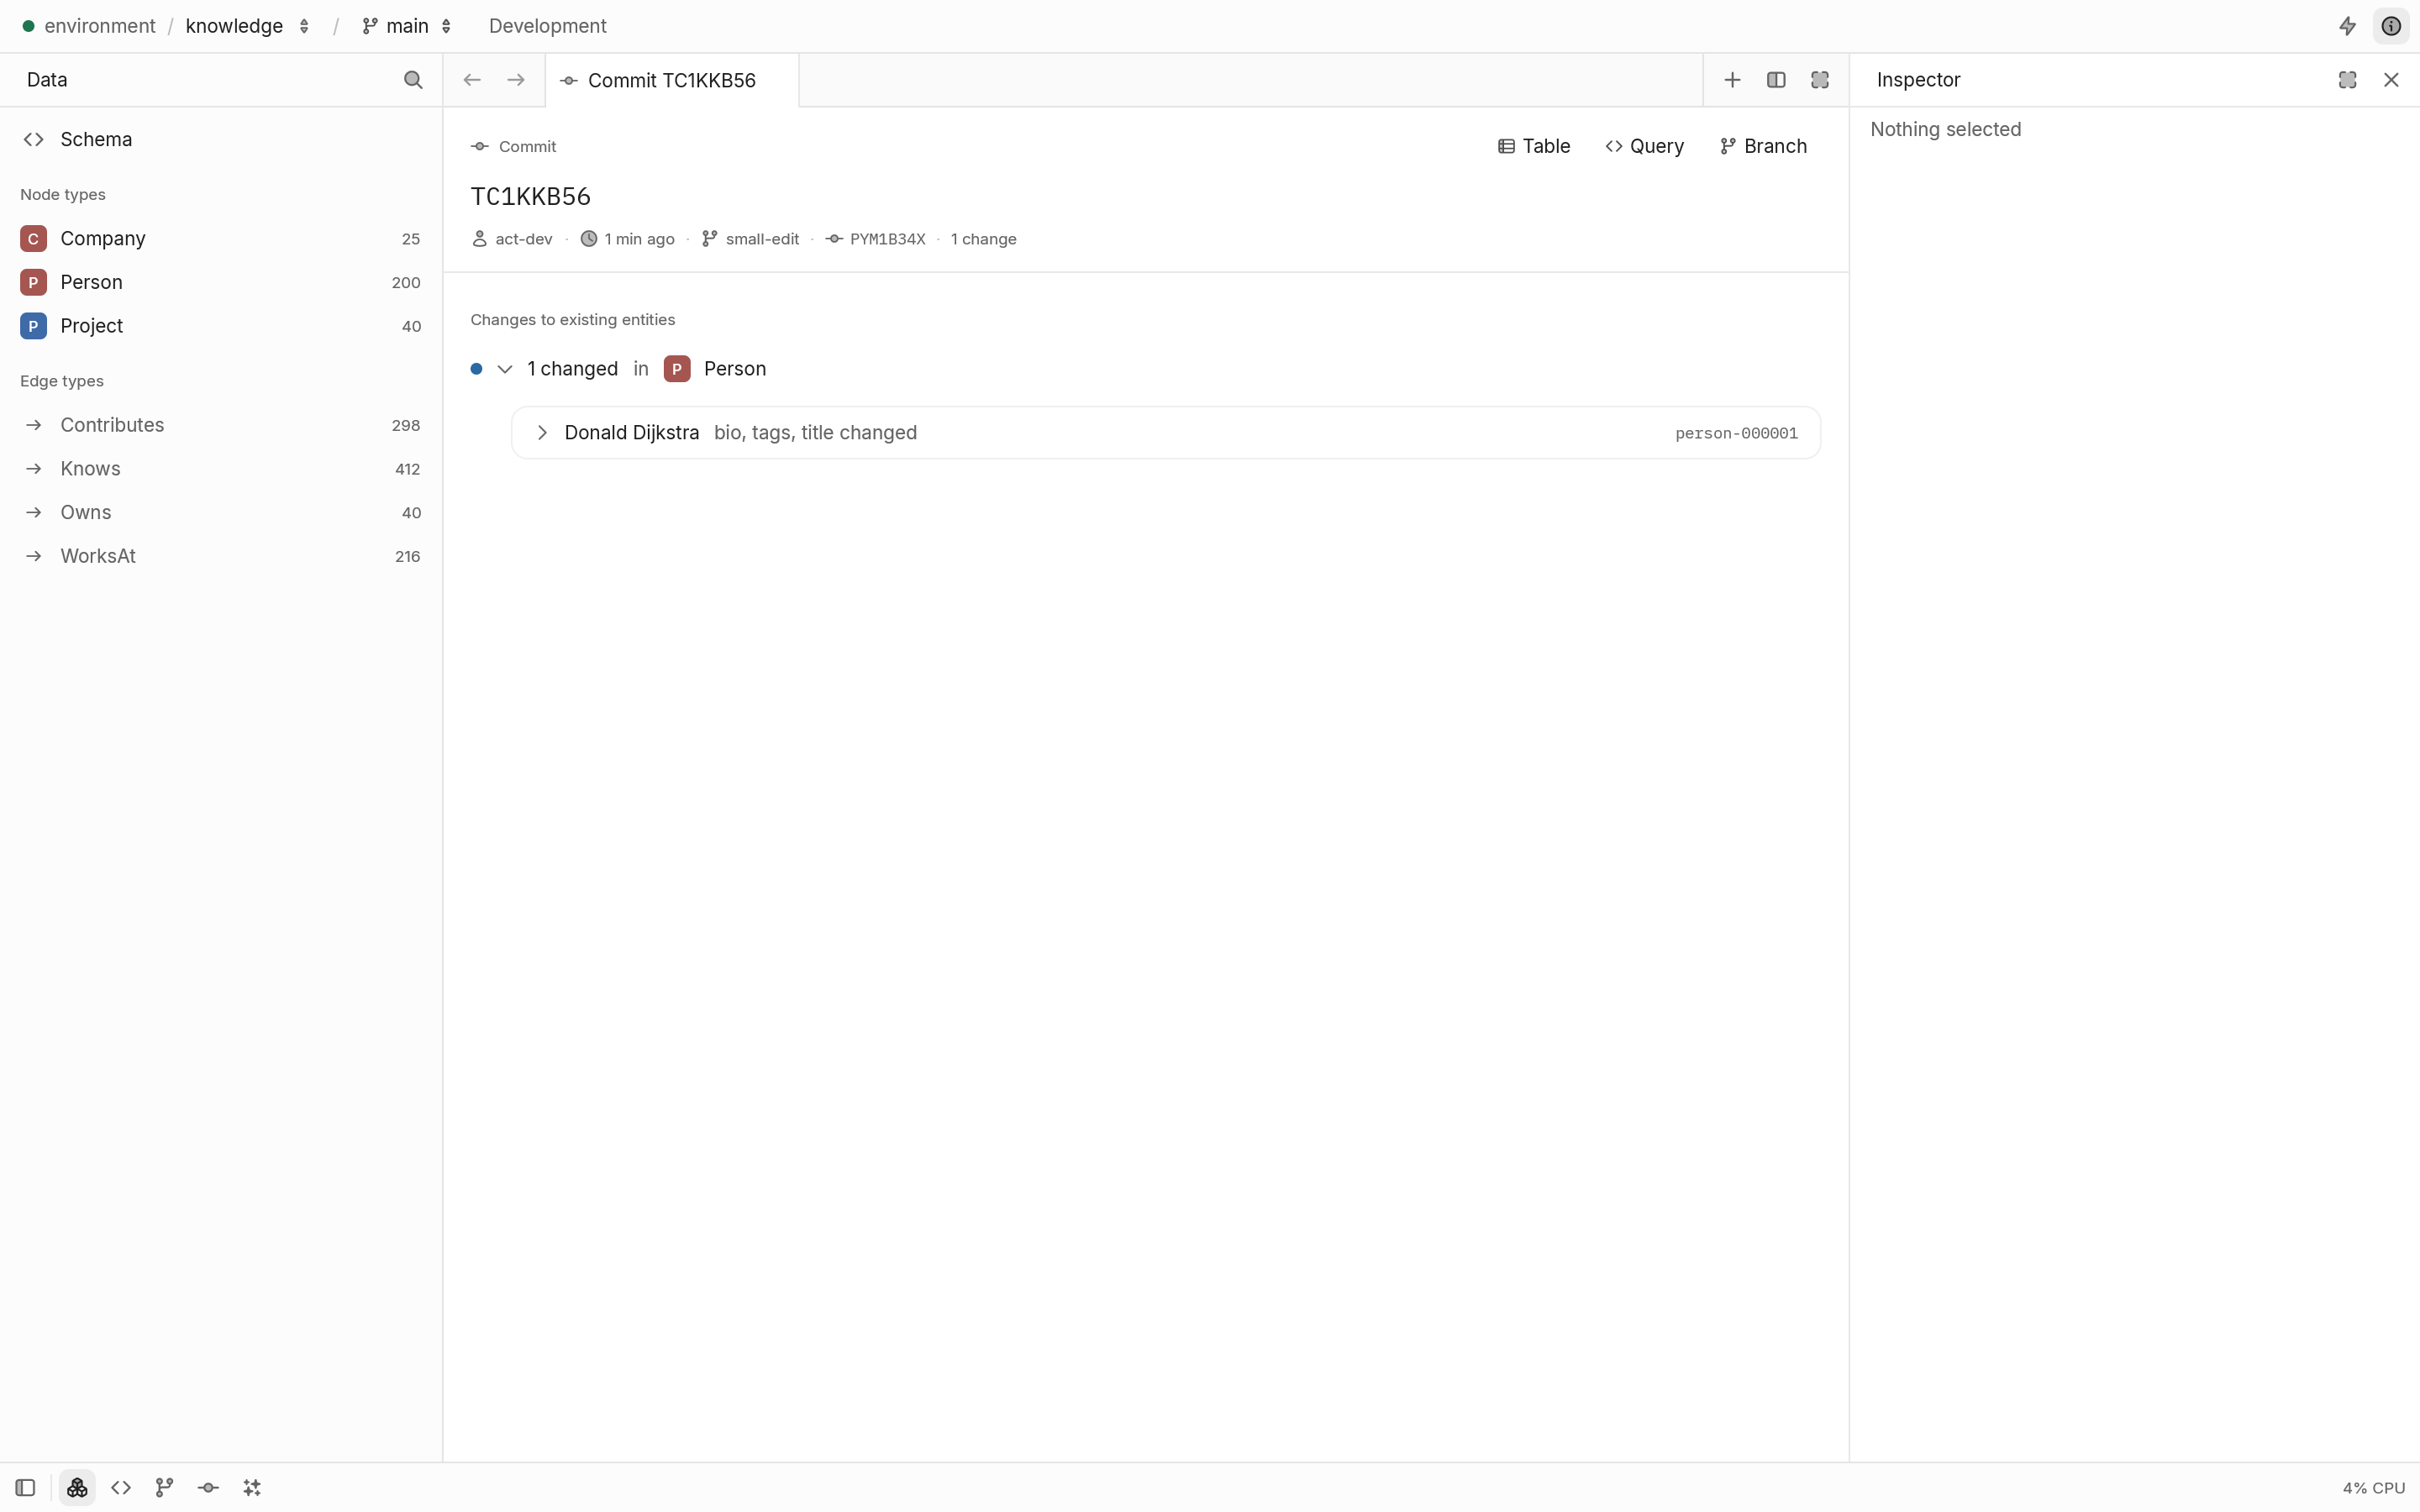 environment / knowledge / main Development
Data
Commit TC1KKB56
Inspector
Schema
Commit
Table
Query
Branch
Nothing selected
Node types
TC1KKB56
C Company 25
act-dev · 1 min ago · small-edit · PYM1B34X · 1 change
P Person 200
P Project 40
Changes to existing entities
Edge types
1 changed in P Person
Contributes 298
Donald Dijkstra bio, tags, title changed person-000001
Knows 412
Owns 40
WorksAt 216
4% CPU